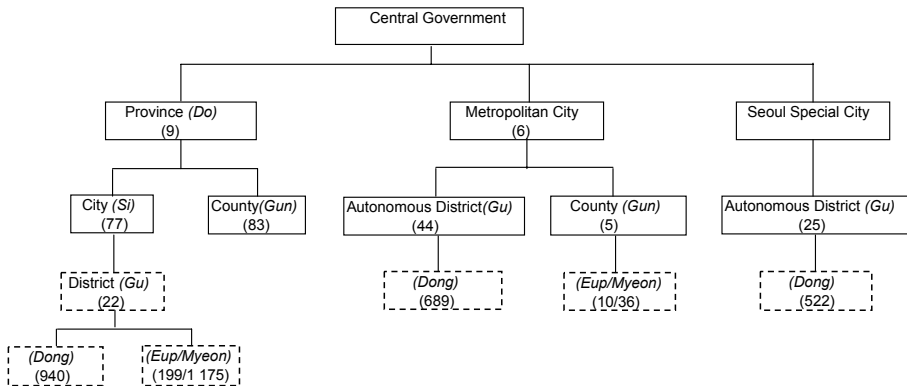 Central Government
Province (Do)
(9)
Metropolitan City
(6)
Seoul Special City
City (Si)
(77)
County(Gun)
(83)
Autonomous District(Gu)
(44)
County (Gun)
(5)
Autonomous District (Gu)
(25)
District (Gu)
(22)
(Dong)
(689)
(Eup/Myeon)
(10/36)
(Dong)
(522)
(Dong)
(940)
(Eup/Myeon)
(199/1 175)